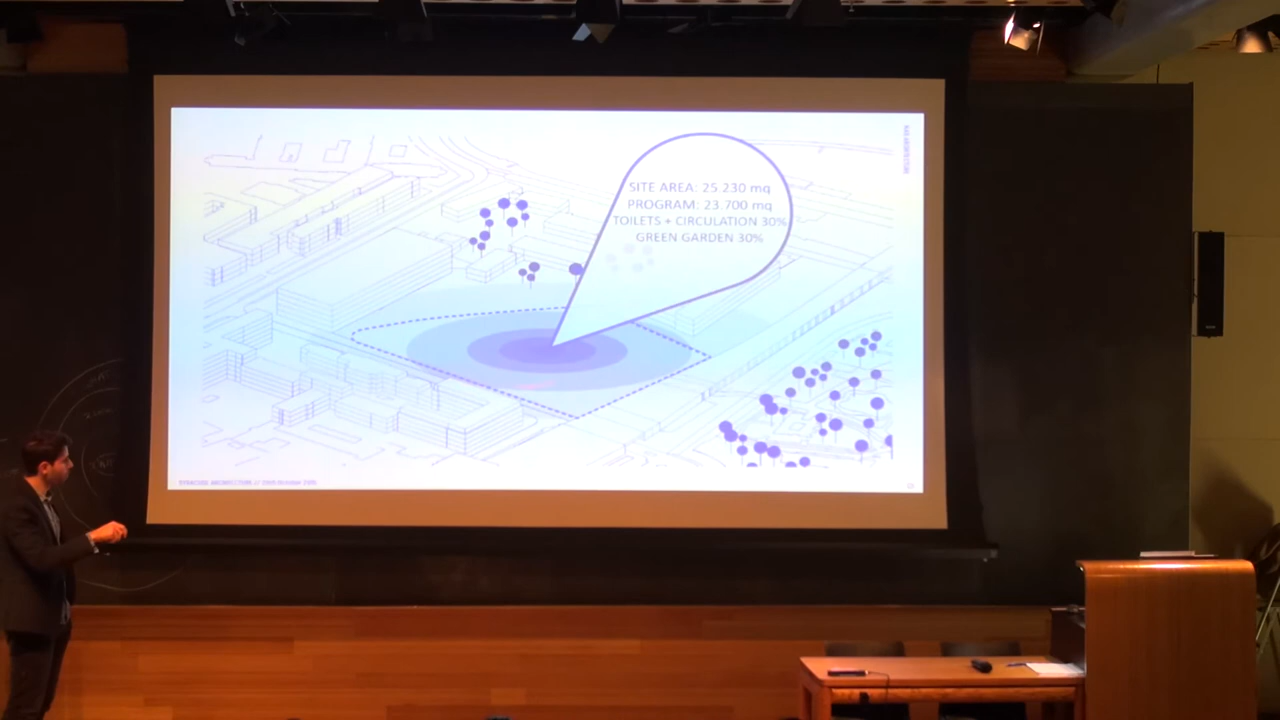 SITE AREA: 25.230 mq
PROGRAM: 23.700 mq
TOILETS + CIRCULATION 30%
GREEN GARDEN 30%